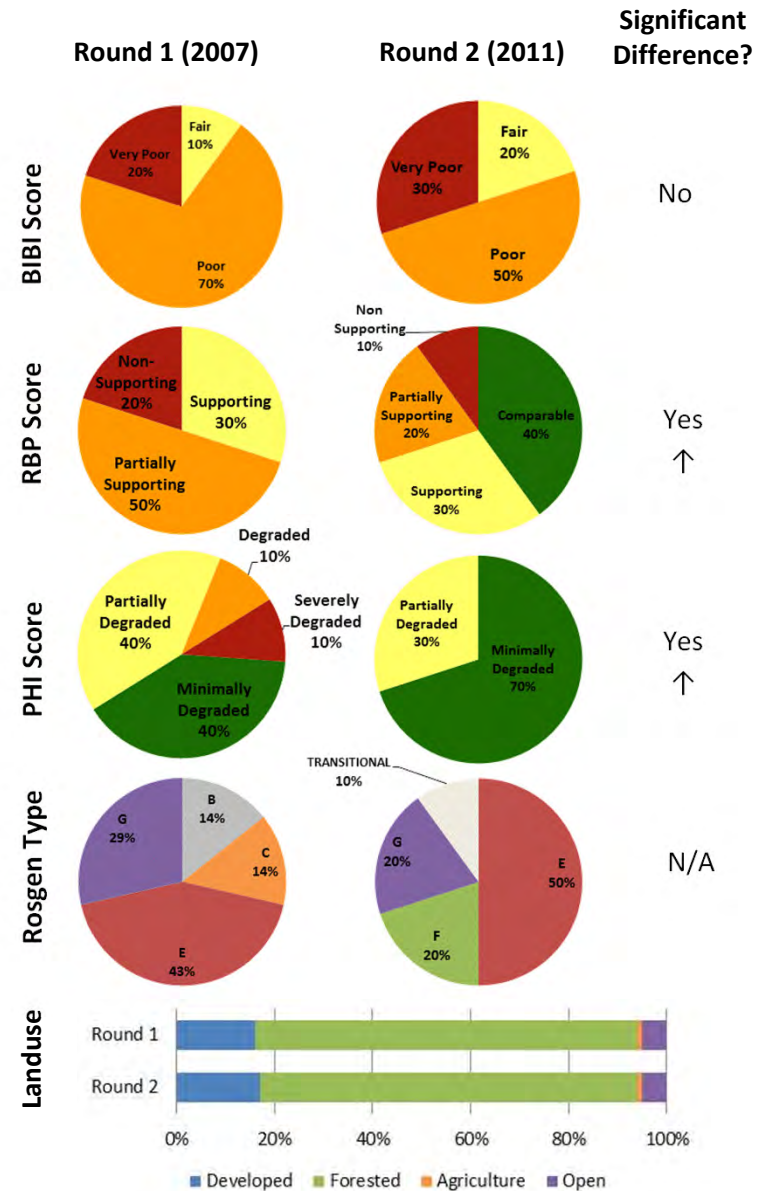 Round 1 (2007)
Round 2 (2011)
Significant
Difference?
BIBI Score
Fair
10%
Very Poor
20%
Poor
70%
Fair
20%
Very Poor
30%
Poor
50%
No
RBP Score
Non-
Supporting
20%
Supporting
30%
Partially
Supporting
50%
Non
Supporting
10%
Partially
Supporting
20%
Comparable
40%
Supporting
30%
Yes
↑
PHI Score
Degraded
10%
Partially
Degraded
40%
Severely
Degraded
10%
Minimally
Degraded
40%
Partially
Degraded
30%
Minimally
Degraded
70%
Yes
↑
Rosgen Type
B
14%
G
29%
C
14%
E
43%
TRANSITIONAL
10%
G
20%
E
50%
F
20%
N/A
Landuse
Round 1
Round 2
0% 20% 40% 60% 80% 100%
Developed Forested Agriculture Open